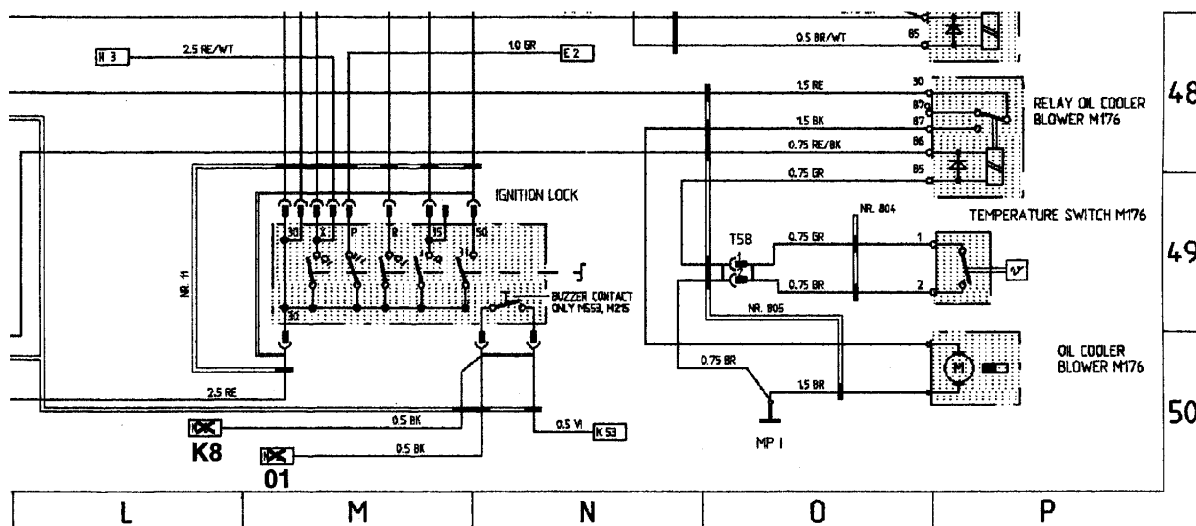 85
0.5 BR/WT
2.5 RE/WT
1.0 GR
E 2
1.5 RE
30
48
RELAY OIL COOLER
BLOWER M176
1.5 BK
87
0.75 RE/BK
86
0.75 GR
85
IGNITION LOCK
NR. 804
TEMPERATURE SWITCH M176
30
X
P
R
15
50
T58
1
0.75 GR
1
49
NR. 11
2
0.75 BR
2
BUZZER CONTACT
ONLY M553, M215
30
NR. 805
OIL COOLER
BLOWER M176
M
0.75 BR
1.5 BR
2.5 RE
50
0.5 BK
0.5 VI
K 53
K8
0.5 BK
MP I
01
L
M
N
O
P